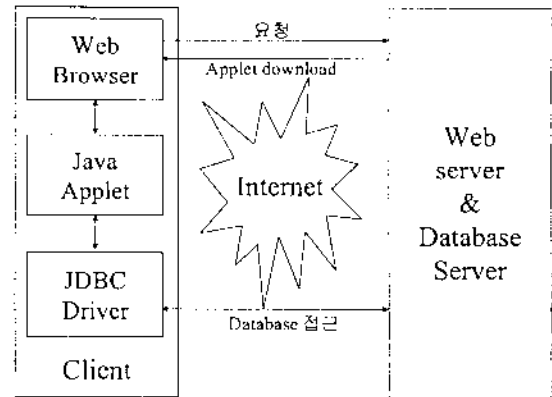 Web
Browser
요청
Applet download
Java
Applet
Internet
Web
server
&
Database
Server
JDBC
Driver
Database 접근
Client